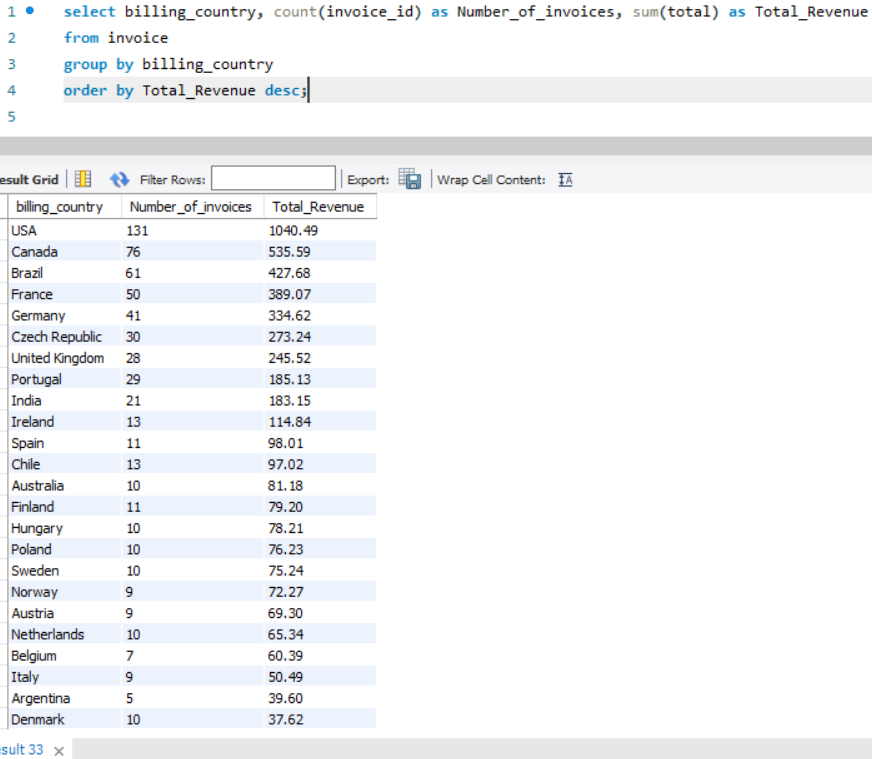 1 select billing_country, count(invoice_id) as Number_of_invoices, sum(total) as Total_Revenue
2 from invoice
3 group by billing_country
4 order by Total_Revenue desc;
5
esult Grid Filter Rows: Export: Wrap Cell Content: IA
billing_country Number_of_invoices Total_Revenue
USA 131 1040.49
Canada 76 535.59
Brazil 61 427.68
France 50 389.07
Germany 41 334.62
Czech Republic 30 273.24
United Kingdom 28 245.52
Portugal 29 185.13
India 21 183.15
Ireland 13 114.84
Spain 11 98.01
Chile 13 97.02
Australia 10 81.18
Finland 11 79.20
Hungary 10 78.21
Poland 10 76.23
Sweden 10 75.24
Norway 9 72.27
Austria 9 69.30
Netherlands 10 65.34
Belgium 7 60.39
Italy 9 50.49
Argentina 5 39.60
Denmark 10 37.62
esult 33